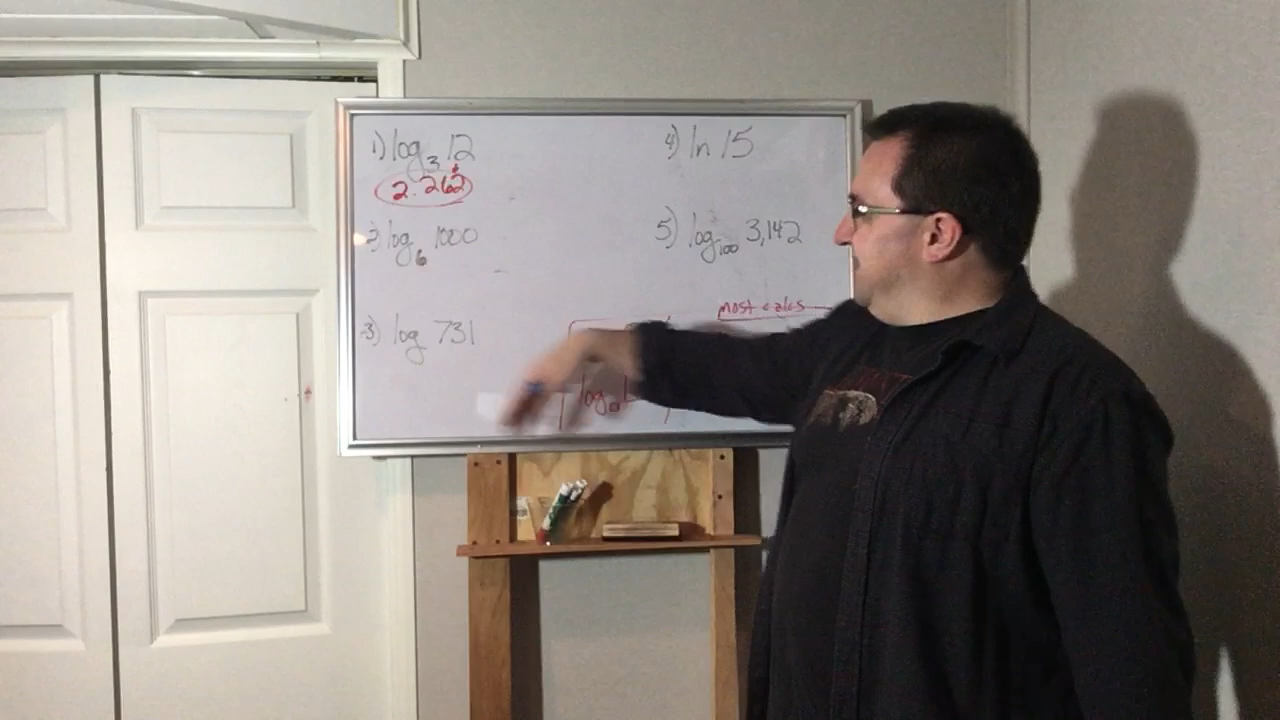 1) log₃ 12
2.262
2) log₆ 1000
3) log 731
4) ln 15
5) log₁₀₀ 3,142
most calcs
log